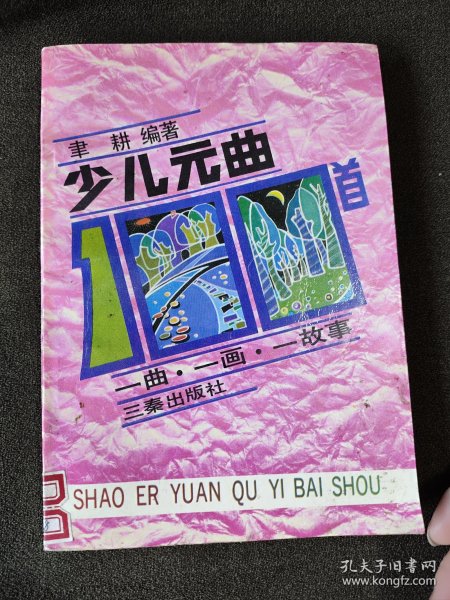 聿耕 编著
少儿元曲
100首
一曲·一画·一故事
三秦出版社
SHAO ER YUAN QU YI BAI SHOU
孔夫子旧书网
www.kongfz.com